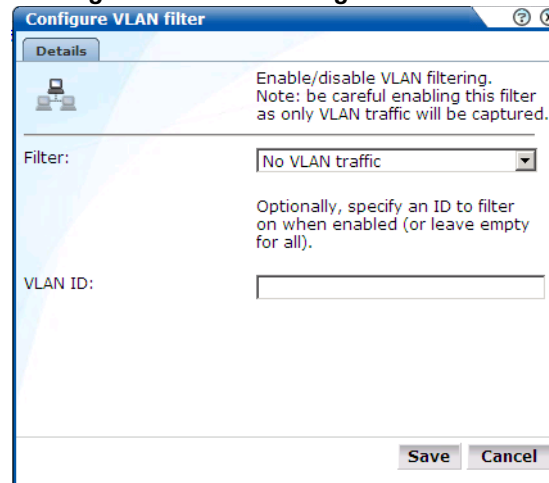 Configure VLAN filter
Details
Enable/disable VLAN filtering.
Note: be careful enabling this filter
as only VLAN traffic will be captured.
Filter:
No VLAN traffic
Optionally, specify an ID to filter
on when enabled (or leave empty
for all).
VLAN ID:
Save Cancel